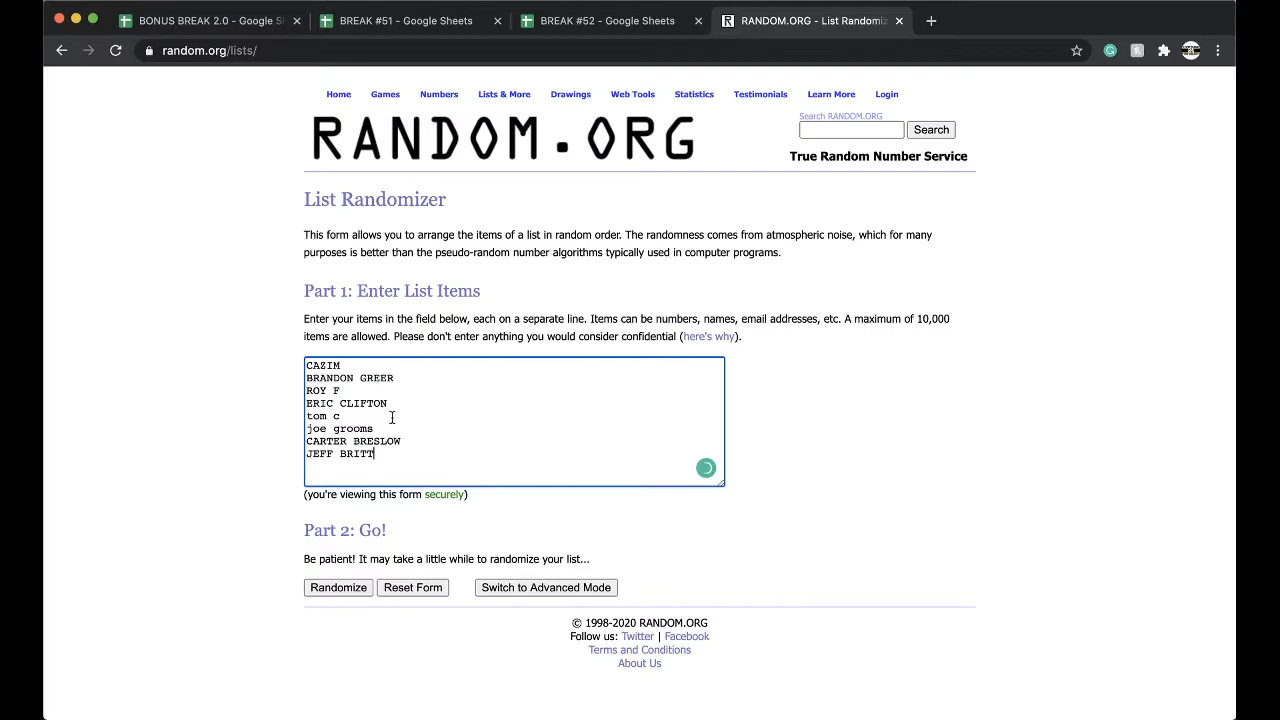 BONUS BREAK 2.0 - Google S
BREAK #51 - Google Sheets
BREAK #52 - Google Sheets
RANDOM.ORG - List Randomiz
random.org/lists/
Home Games Numbers Lists & More Drawings Web Tools Statistics Testimonials Learn More Login
RANDOM.ORG
Search RANDOM.ORG
Search
True Random Number Service
List Randomizer
This form allows you to arrange the items of a list in random order. The randomness comes from atmospheric noise, which for many
purposes is better than the pseudo-random number algorithms typically used in computer programs.
Part 1: Enter List Items
Enter your items in the field below, each on a separate line. Items can be numbers, names, email addresses, etc. A maximum of 10,000
items are allowed. Please don't enter anything you would consider confidential (here's why).
CAZIM
BRANDON GREER
ROY F
ERIC CLIFTON
tom c
joe grooms
CARTER BRESLOW
JEFF BRITT
(you're viewing this form securely)
Part 2: Go!
Be patient! It may take a little while to randomize your list...
Randomize Reset Form Switch to Advanced Mode
© 1998-2020 RANDOM.ORG
Follow us: Twitter | Facebook
Terms and Conditions
About Us